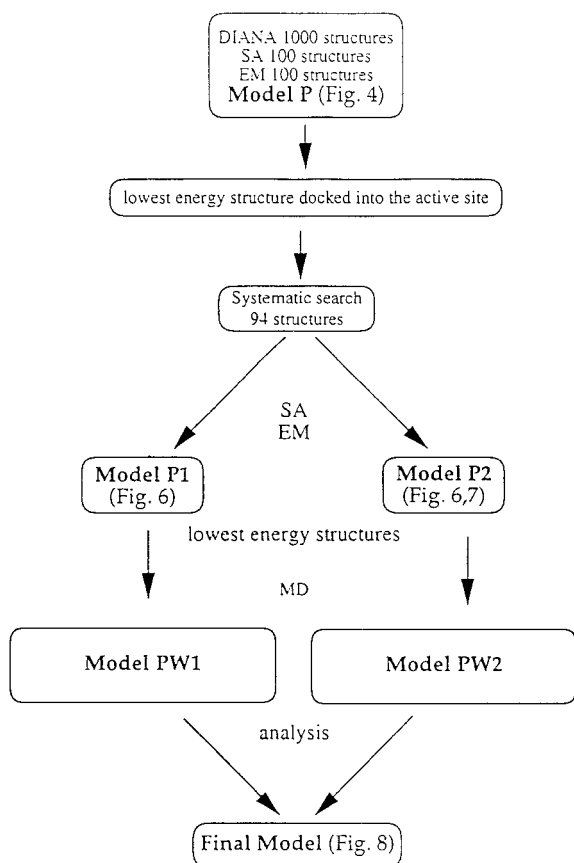 DIANA 1000 structures
SA 100 structures
EM 100 structures
Model P (Fig. 4)
lowest energy structure docked into the active site
Systematic search
94 structures
SA
EM
Model P1
(Fig. 6)
Model P2
(Fig. 6,7)
lowest energy structures
MD
Model PW1
Model PW2
analysis
Final Model (Fig. 8)